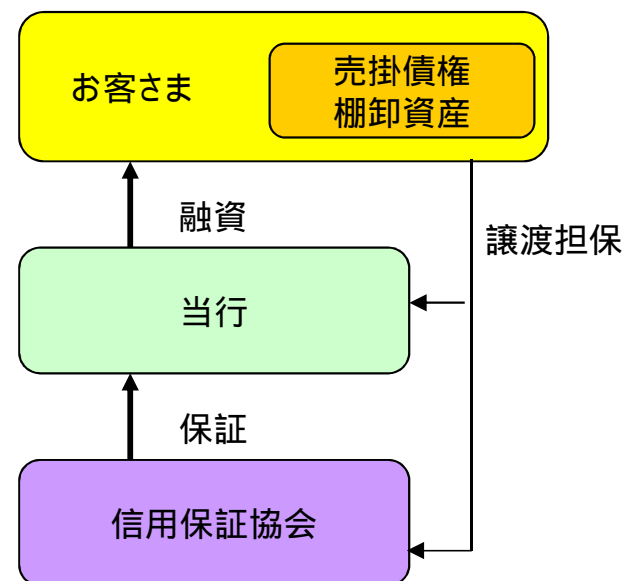 お客さま
売掛債権
棚卸資産
融資
譲渡担保
当行
保証
信用保証協会